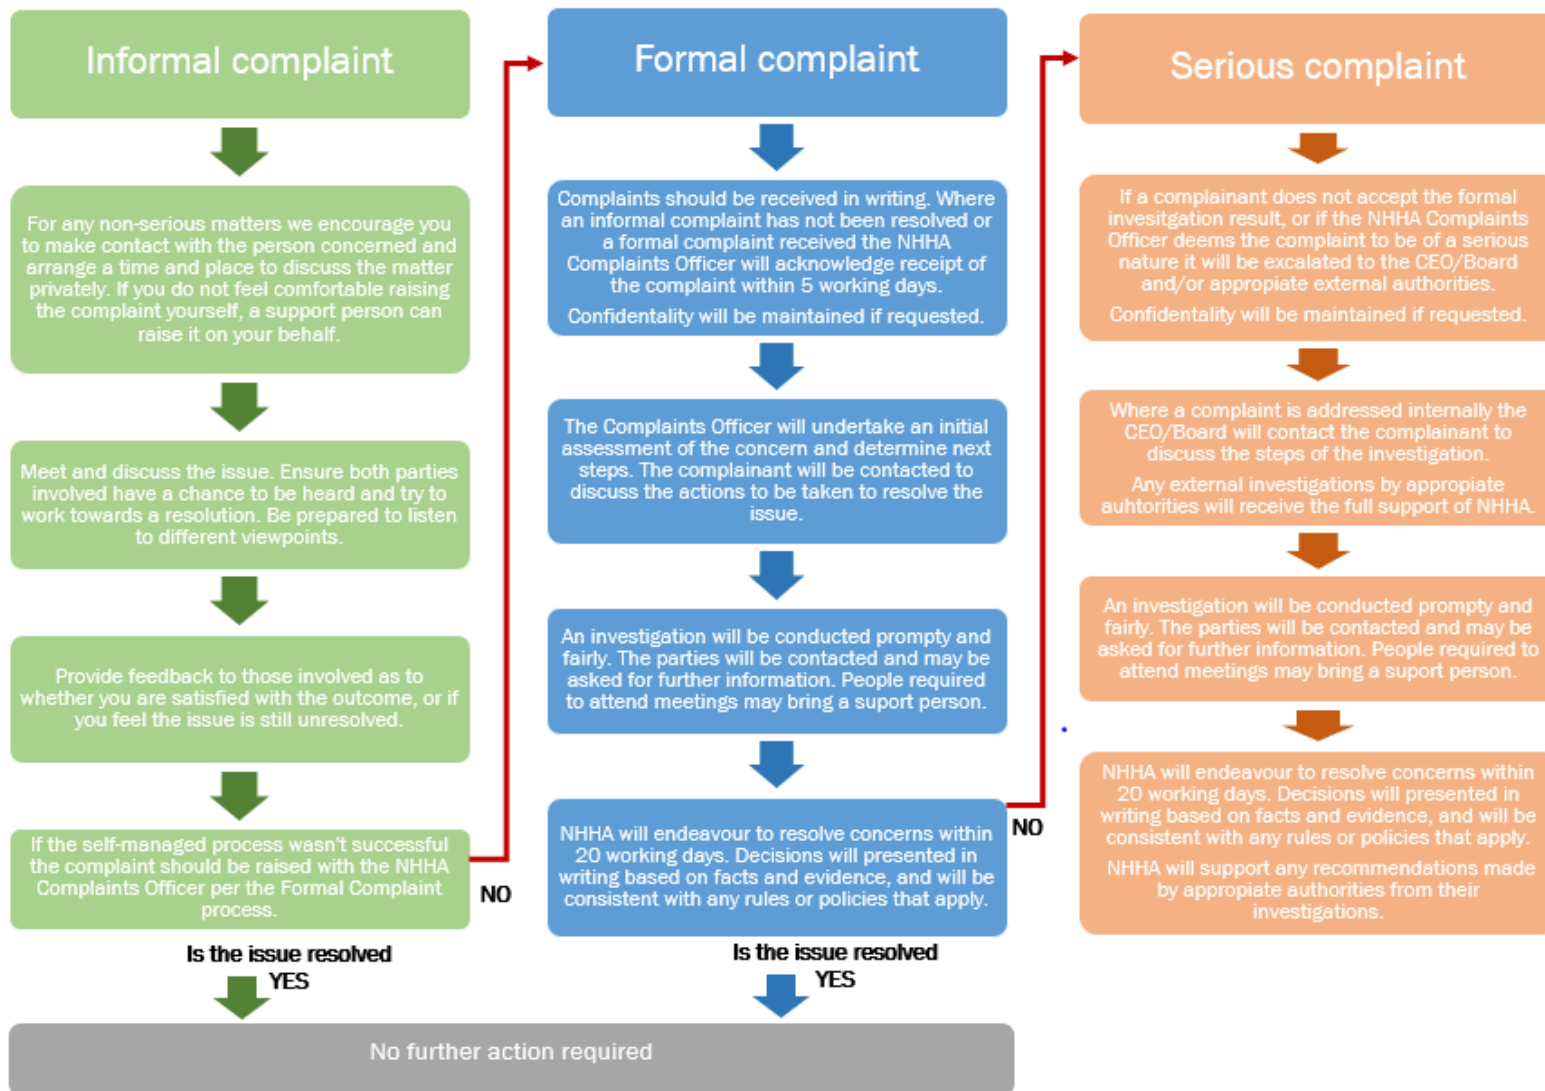 Informal complaint
For any non-serious matters we encourage you
to make contact with the person concerned and
arrange a time and place to discuss the matter
privately. If you do not feel comfortable raising
the complaint yourself, a support person can
raise it on your behalf.
Meet and discuss the issue. Ensure both parties
involved have a chance to be heard and try to
work towards a resolution. Be prepared to listen
to different viewpoints.
Provide feedback to those involved as to
whether you are satisfied with the outcome, or if
you feel the issue is still unresolved.
If the self-managed process wasn't successful
the complaint should be raised with the NHHA
Complaints Officer per the Formal Complaint
process.
NO
Is the issue resolved
YES
Formal complaint
Complaints should be received in writing. Where
an informal complaint has not been resolved or
a formal complaint received the NHHA
Complaints Officer will acknowledge receipt of
the complaint within 5 working days.
Confidentality will be maintained if requested.
The Complaints Officer will undertake an initial
assessment of the concern and determine next
steps. The complainant will be contacted to
discuss the actions to be taken to resolve the
issue.
An investigation will be conducted prompty and
fairly. The parties will be contacted and may be
asked for further information. People required
to attend meetings may bring a suport person.
NHHA will endeavour to resolve concerns within
20 working days. Decisions will presented in
writing based on facts and evidence, and will be
consistent with any rules or policies that apply.
NO
Is the issue resolved
YES
Serious complaint
If a complainant does not accept the formal
invesitgation result, or if the NHHA Complaints
Officer deems the complaint to be of a serious
nature it will be excalated to the CEO/Board
and/or appropiate external authorities.
Confidentality will be maintained if requested.
Where a complaint is addressed internally the
CEO/Board will contact the complainant to
discuss the steps of the investigation.
Any external investigations by appropiate
auhtorities will receive the full support of NHHA.
An investigation will be conducted prompty and
fairly. The parties will be contacted and may be
asked for further information. People required to
attend meetings may bring a suport person.
NHHA will endeavour to resolve concerns within
20 working days. Decisions will presented in
writing based on facts and evidence, and will be
consistent with any rules or policies that apply.
NHHA will support any recommendations made
by appropiate authorities from their
investigations.
No further action required